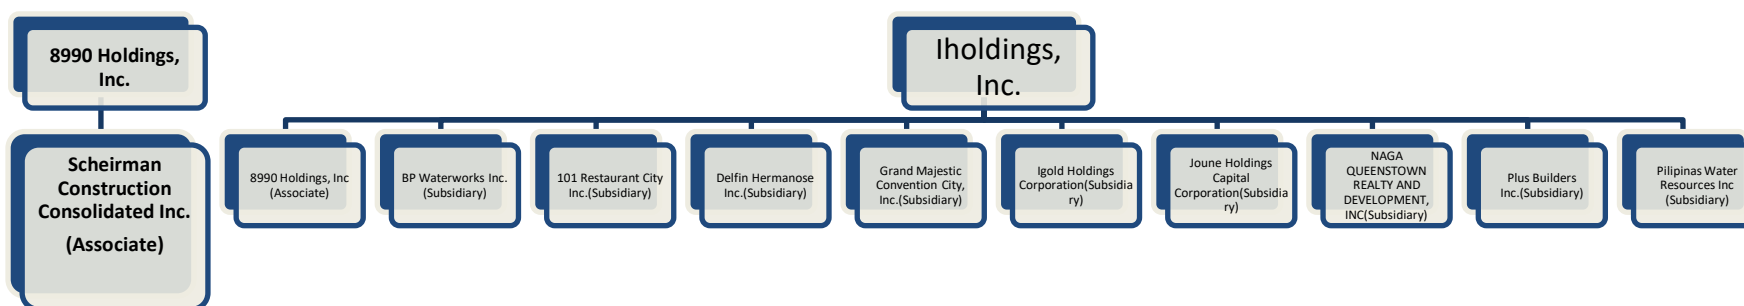 8990 Holdings,
Inc.
Scheirman
Construction
Consolidated Inc.
(Associate)
Iholdings,
Inc.
8990 Holdings, Inc
(Associate)
BP Waterworks Inc.
(Subsidiary)
101 Restaurant City
Inc.(Subsidiary)
Delfin Hermanose
Inc.(Subsidiary)
Grand Majestic
Convention City,
Inc.(Subsidiary)
Igold Holdings
Corporation(Subsidia
ry)
Joune Holdings
Capital
Corporation(Subsidia
ry)
NAGA
QUEENSTOWN
REALTY AND
DEVELOPMENT,
INC(Subsidiary)
Plus Builders
Inc.(Subsidiary)
Pilipinas Water
Resources Inc
(Subsidiary)